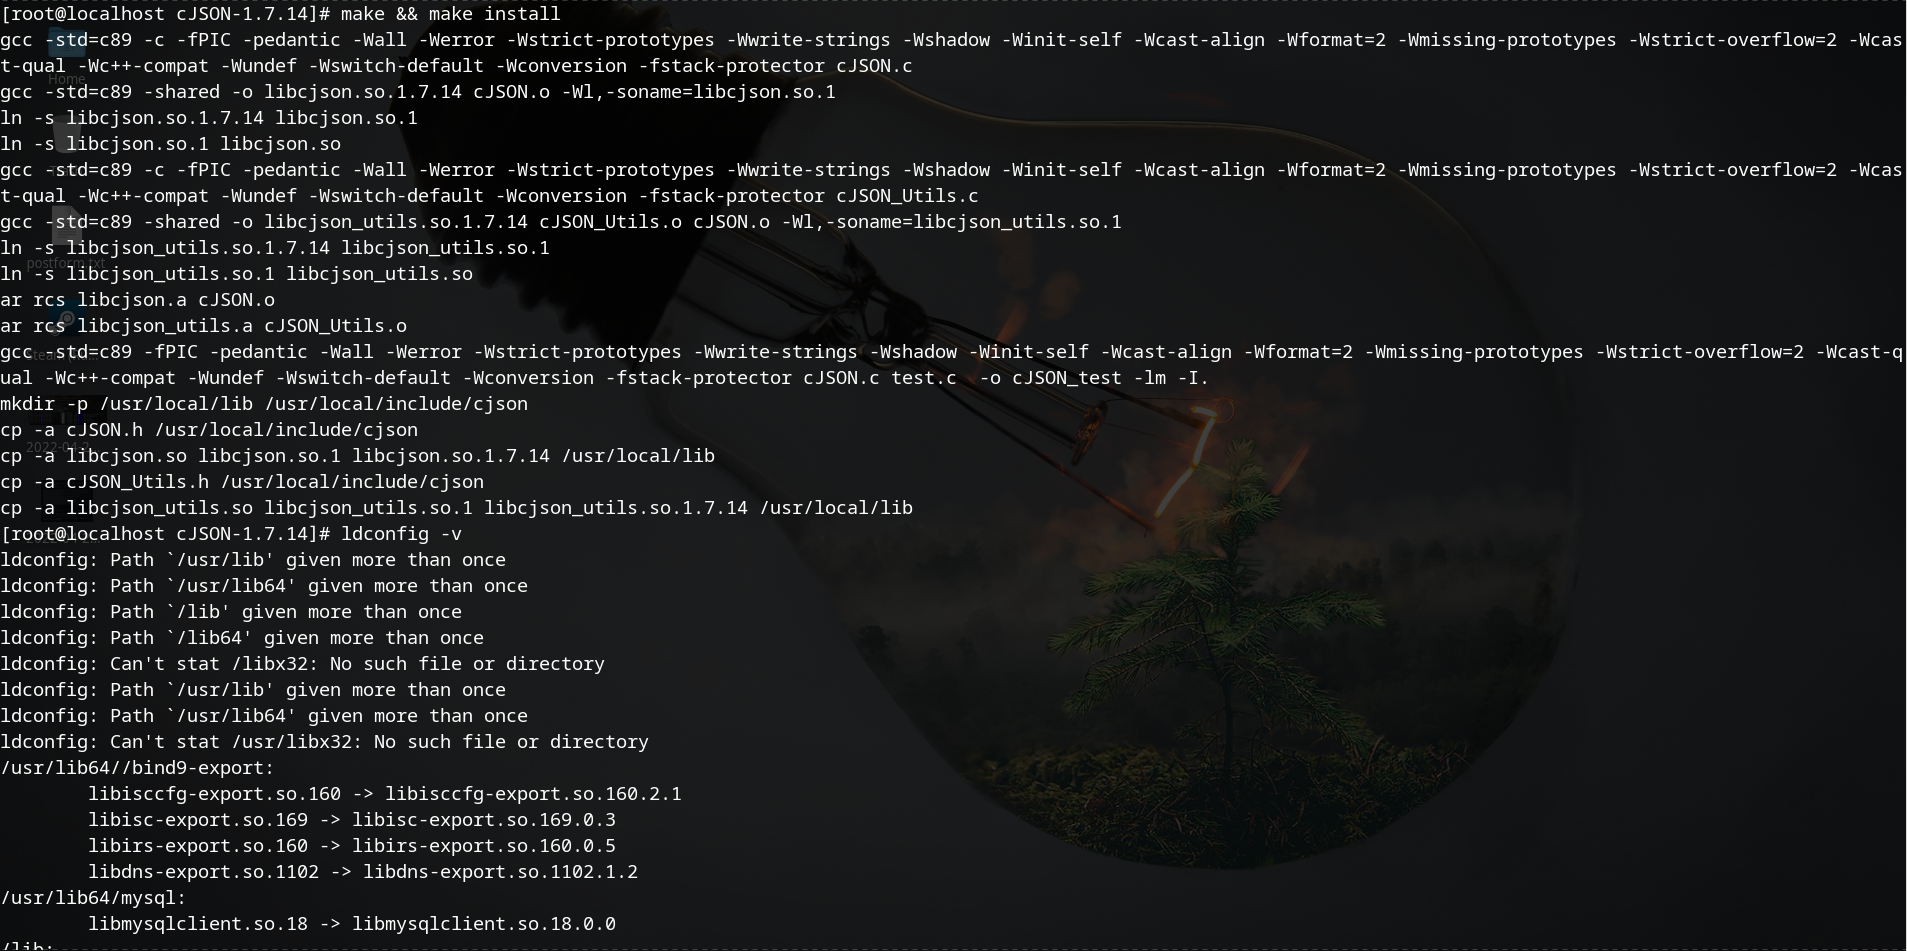 [root@localhost cJSON-1.7.14]# make && make install
gcc -std=c89 -c -fPIC -pedantic -Wall -Werror -Wstrict-prototypes -Wwrite-strings -Wshadow -Winit-self -Wcast-align -Wformat=2 -Wmissing-prototypes -Wstrict-overflow=2 -Wcas
t-qual -Wc++-compat -Wundef -Wswitch-default -Wconversion -fstack-protector cJSON.c
gcc -std=c89 -shared -o libcjson.so.1.7.14 cJSON.o -Wl,-soname=libcjson.so.1
ln -s libcjson.so.1.7.14 libcjson.so.1
ln -s libcjson.so.1 libcjson.so
gcc -std=c89 -c -fPIC -pedantic -Wall -Werror -Wstrict-prototypes -Wwrite-strings -Wshadow -Winit-self -Wcast-align -Wformat=2 -Wmissing-prototypes -Wstrict-overflow=2 -Wcas
t-qual -Wc++-compat -Wundef -Wswitch-default -Wconversion -fstack-protector cJSON_Utils.c
gcc -std=c89 -shared -o libcjson_utils.so.1.7.14 cJSON_Utils.o cJSON.o -Wl,-soname=libcjson_utils.so.1
ln -s libcjson_utils.so.1.7.14 libcjson_utils.so.1
ln -s libcjson_utils.so.1 libcjson_utils.so
ar rcs libcjson.a cJSON.o
ar rcs libcjson_utils.a cJSON_Utils.o
gcc -std=c89 -fPIC -pedantic -Wall -Werror -Wstrict-prototypes -Wwrite-strings -Wshadow -Winit-self -Wcast-align -Wformat=2 -Wmissing-prototypes -Wstrict-overflow=2 -Wcast-q
ual -Wc++-compat -Wundef -Wswitch-default -Wconversion -fstack-protector cJSON.c test.c  -o cJSON_test -lm -I.
mkdir -p /usr/local/lib /usr/local/include/cjson
cp -a cJSON.h /usr/local/include/cjson
cp -a libcjson.so libcjson.so.1 libcjson.so.1.7.14 /usr/local/lib
cp -a cJSON_Utils.h /usr/local/include/cjson
cp -a libcjson_utils.so libcjson_utils.so.1 libcjson_utils.so.1.7.14 /usr/local/lib
[root@localhost cJSON-1.7.14]# ldconfig -v
ldconfig: Path `/usr/lib' given more than once
ldconfig: Path `/usr/lib64' given more than once
ldconfig: Path `/lib' given more than once
ldconfig: Path `/lib64' given more than once
ldconfig: Can't stat /libx32: No such file or directory
ldconfig: Path `/usr/lib' given more than once
ldconfig: Path `/usr/lib64' given more than once
ldconfig: Can't stat /usr/libx32: No such file or directory
/usr/lib64//bind9-export:
        libisccfg-export.so.160 -> libisccfg-export.so.160.2.1
        libisc-export.so.169 -> libisc-export.so.169.0.3
        libirs-export.so.160 -> libirs-export.so.160.0.5
        libdns-export.so.1102 -> libdns-export.so.1102.1.2
/usr/lib64/mysql:
        libmysqlclient.so.18 -> libmysqlclient.so.18.0.0
/lib:
Home
postform.txt